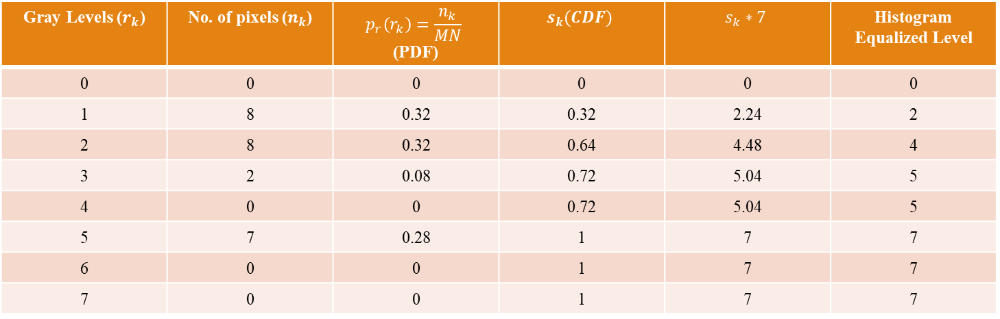 Gray Levels (r_k) No. of pixels (n_k) p_r(r_k) = n_k/MN (PDF) s_k(CDF) s_k * 7 Histogram Equalized Level
0 0 0 0 0 0
1 8 0.32 0.32 2.24 2
2 8 0.32 0.64 4.48 4
3 2 0.08 0.72 5.04 5
4 0 0 0.72 5.04 5
5 7 0.28 1 7 7
6 0 0 1 7 7
7 0 0 1 7 7